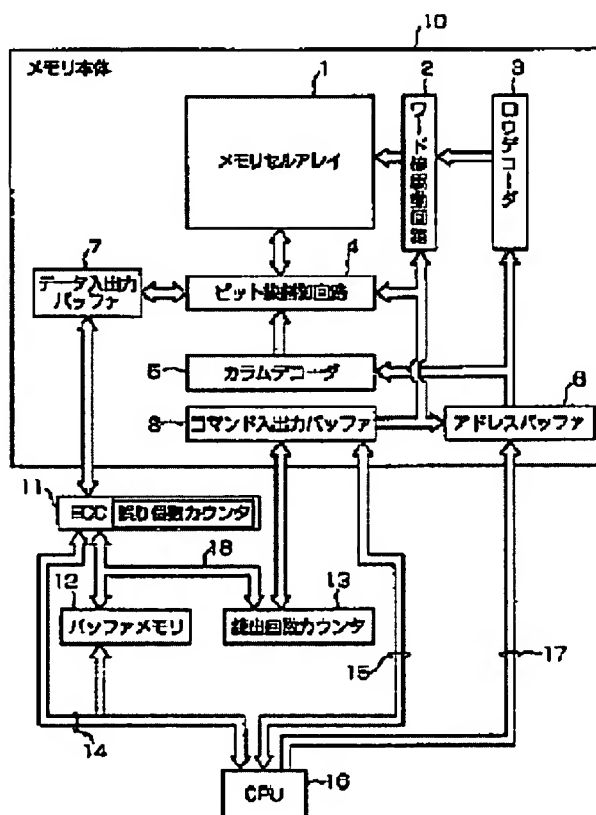 10
メモリ本体
1
2
3
メモリセルアレイ
ワード線駆動回路
ロウデコーダ
7
4
データ入出力
バッファ
ビット線制御回路
5
カラムデコーダ
6
8
コマンド入出力バッファ
アドレスバッファ
11
ECC
誤り個数カウンタ
18
12
13
バッファメモリ
読出回数カウンタ
15
17
14
CPU
16